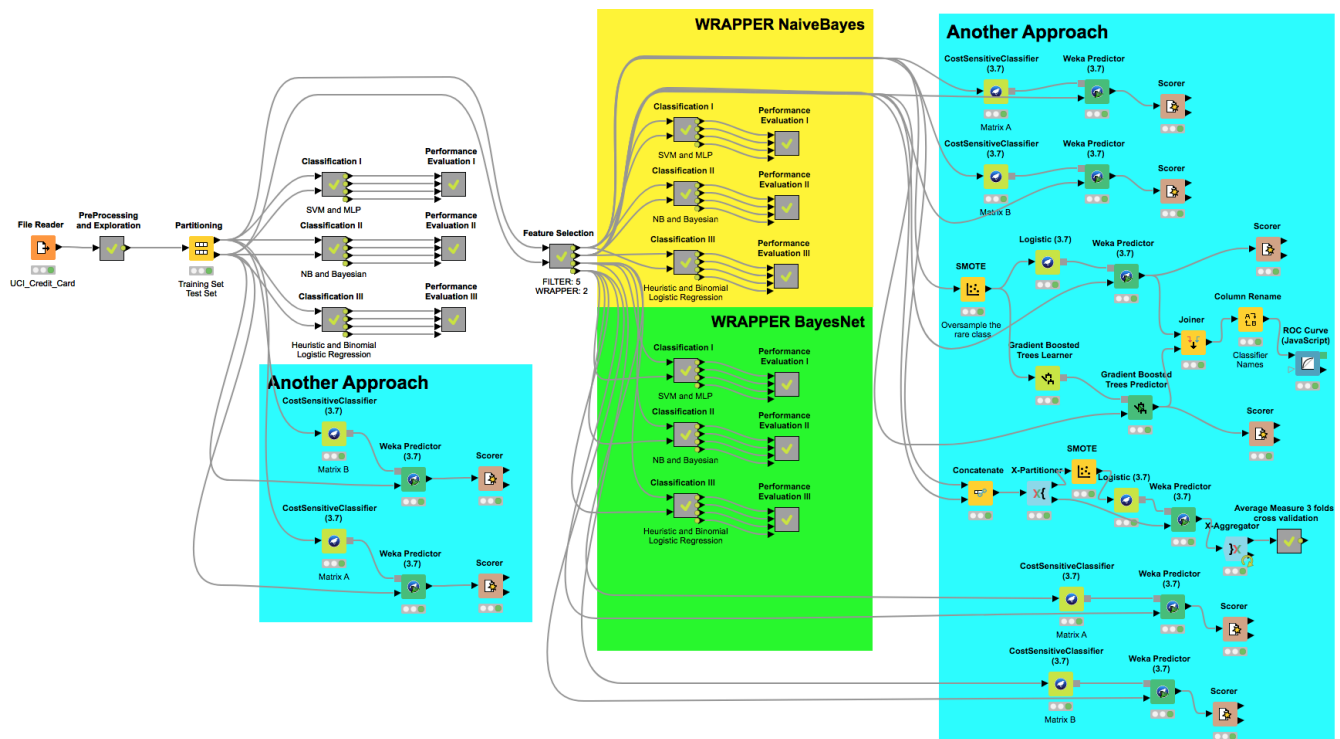 WRAPPER NaiveBayes
Another Approach
CostSensitiveClassifier
(3.7)
Weka Predictor
(3.7)
Scorer
Matrix A
CostSensitiveClassifier
(3.7)
Weka Predictor
(3.7)
Scorer
Matrix B
Classification I
SVM and MLP
Performance
Evaluation I
Classification II
NB and Bayesian
Performance
Evaluation II
Classification III
Heuristic and Binomial
Logistic Regression
Performance
Evaluation III
File Reader
UCI_Credit_Card
PreProcessing
and Exploration
Partitioning
Training Set
Test Set
Classification I
SVM and MLP
Performance
Evaluation I
Classification II
NB and Bayesian
Performance
Evaluation II
Classification III
Heuristic and Binomial
Logistic Regression
Performance
Evaluation III
Feature Selection
FILTER: 5
WRAPPER: 2
WRAPPER BayesNet
Classification I
SVM and MLP
Performance
Evaluation I
Classification II
NB and Bayesian
Performance
Evaluation II
Classification III
Heuristic and Binomial
Logistic Regression
Performance
Evaluation III
Another Approach
CostSensitiveClassifier
(3.7)
Matrix B
Weka Predictor
(3.7)
Scorer
CostSensitiveClassifier
(3.7)
Matrix A
Weka Predictor
(3.7)
Scorer
SMOTE
Oversample the
rare class
Logistic (3.7)
Weka Predictor
(3.7)
Scorer
Gradient Boosted
Trees Learner
Gradient Boosted
Trees Predictor
Joiner
Column Rename
Classifier
Names
ROC Curve
(JavaScript)
Scorer
Concatenate
X-Partitioner
SMOTE
Logistic (3.7)
Weka Predictor
(3.7)
X-Aggregator
Average Measure 3 folds
cross validation
CostSensitiveClassifier
(3.7)
Matrix A
Weka Predictor
(3.7)
Scorer
CostSensitiveClassifier
(3.7)
Matrix B
Weka Predictor
(3.7)
Scorer